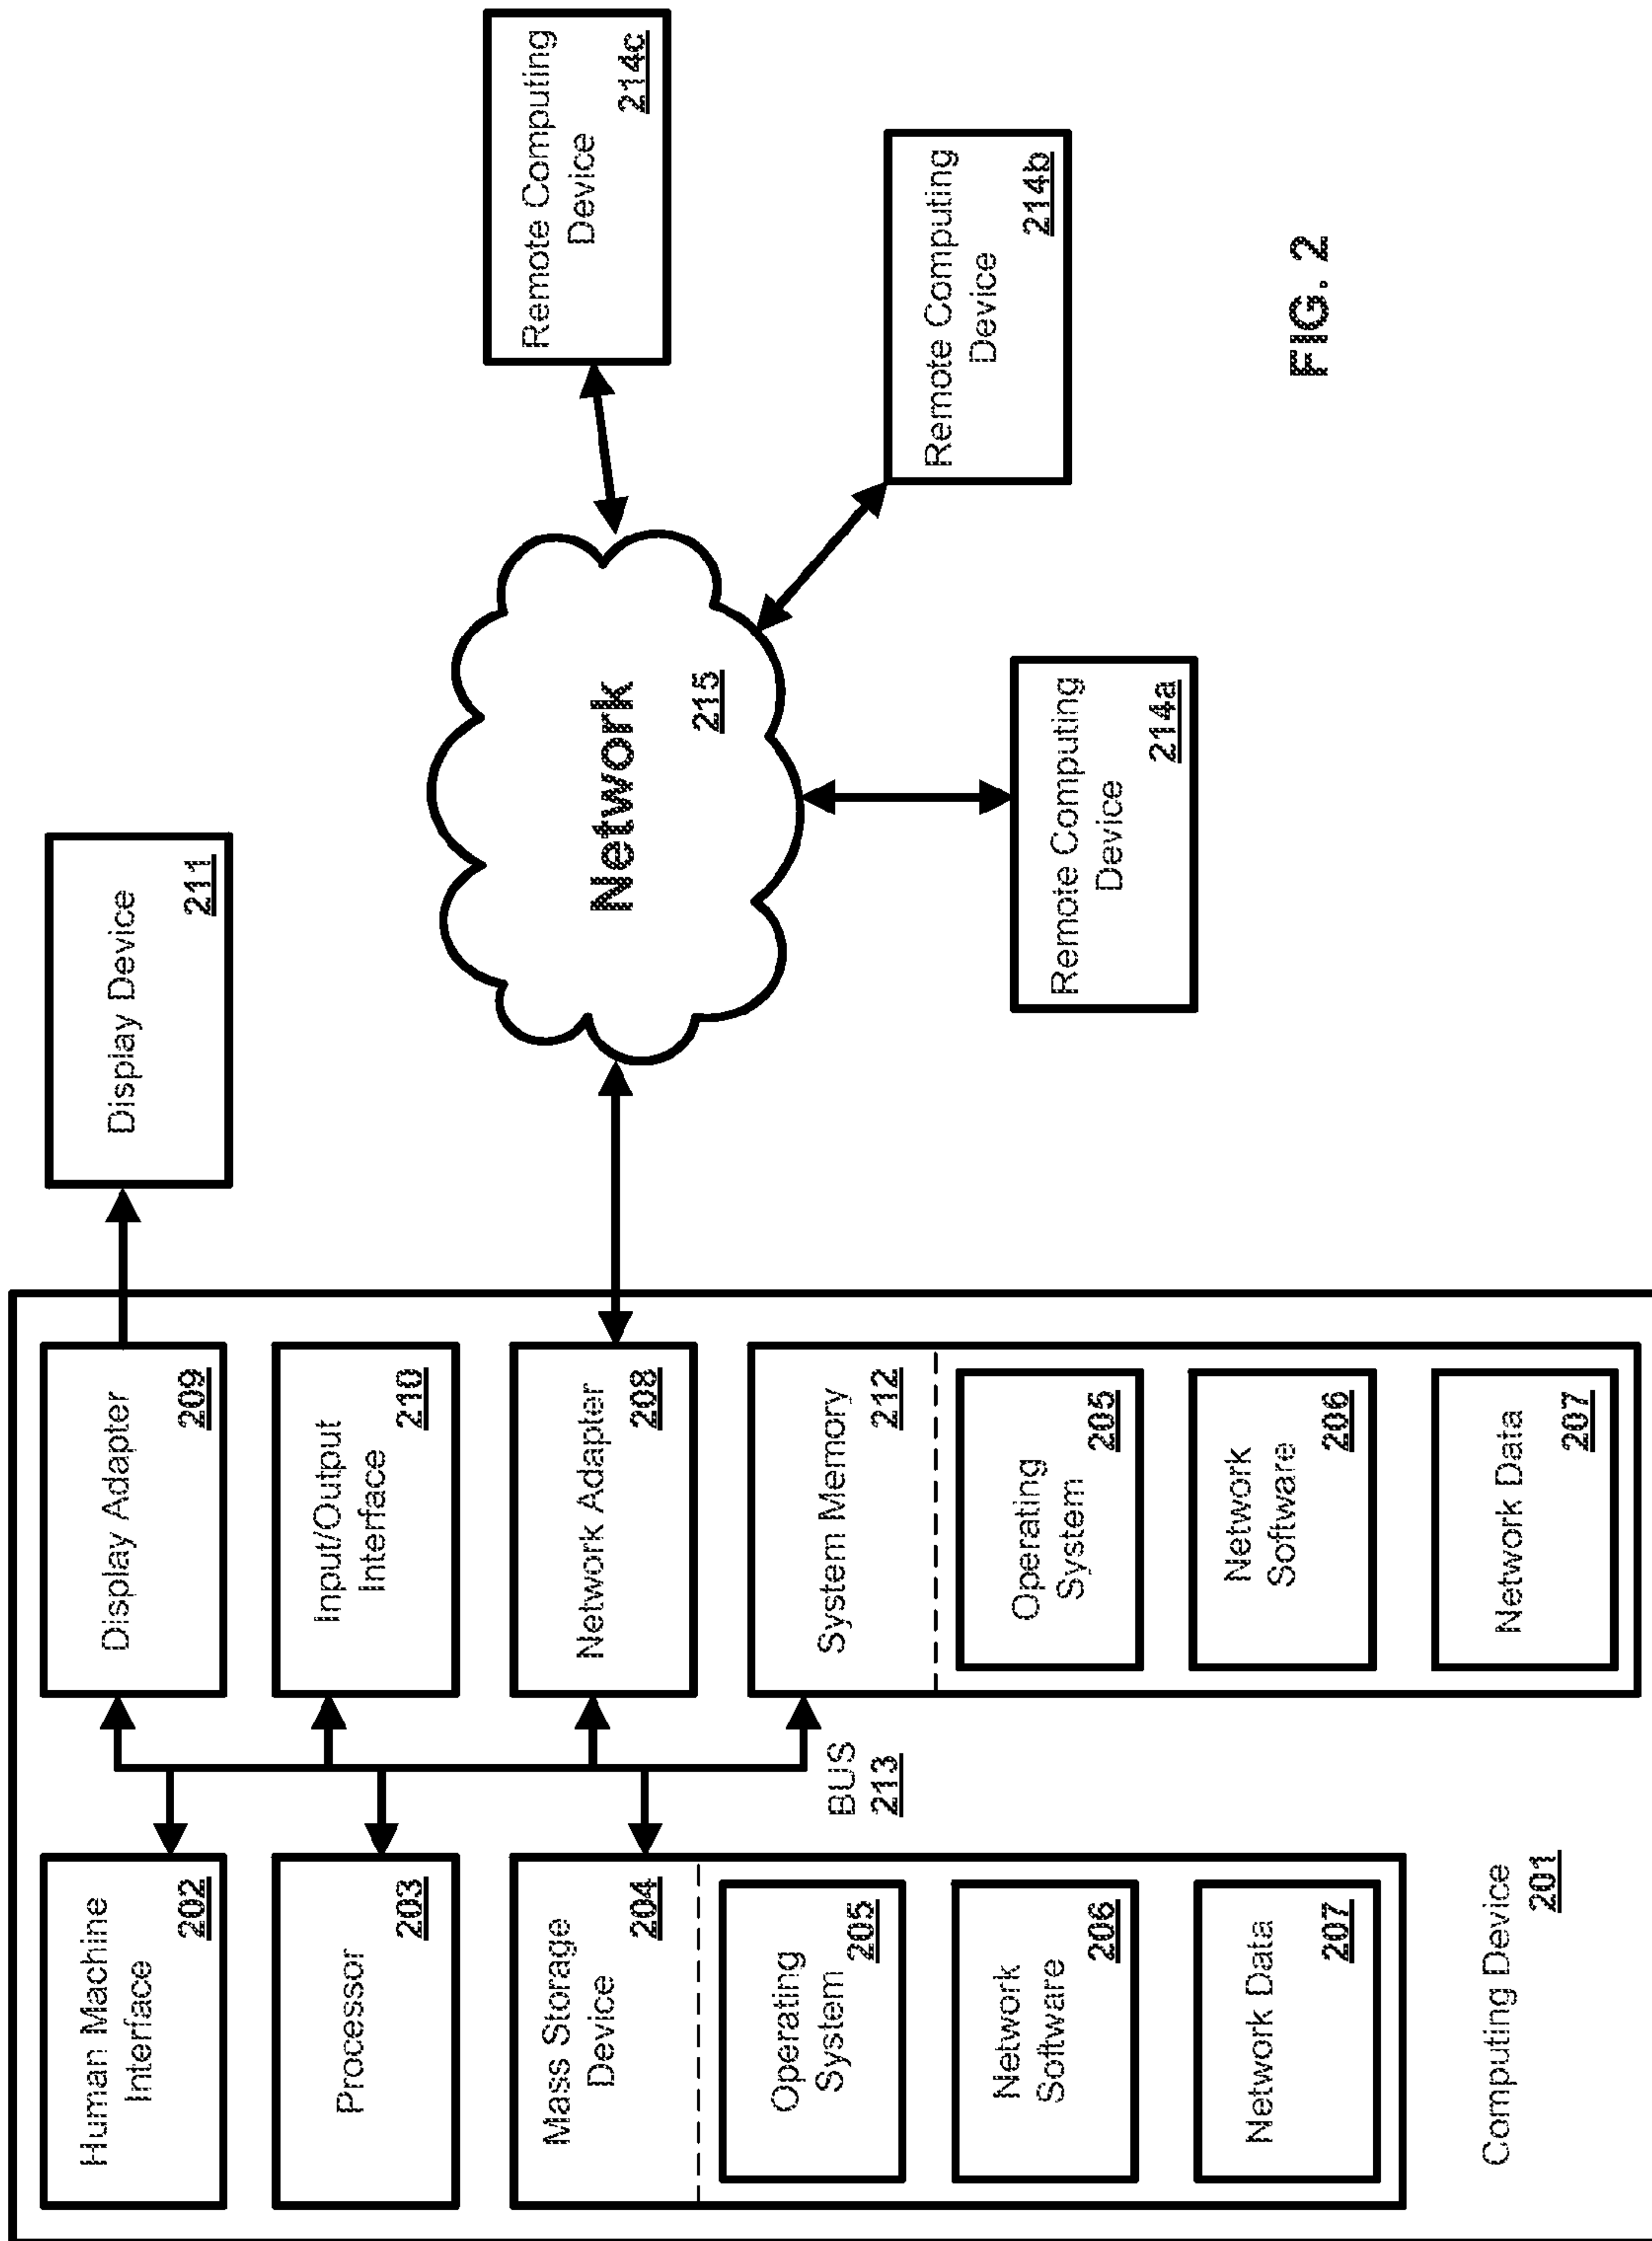 Human Machine
Interface
202
Processor
203
Mass Storage
Device
204
Operating
System
205
Network
Software
206
Network Data
207
Computing Device
201
BUS
213
Display Adapter
209
Input/Output
Interface
210
Network Adapter
208
System Memory
212
Operating
System
205
Network
Software
206
Network Data
207
Display Device
211
Network
215
Remote Computing
Device
214a
Remote Computing
Device
214b
Remote Computing
Device
214c
FIG. 2